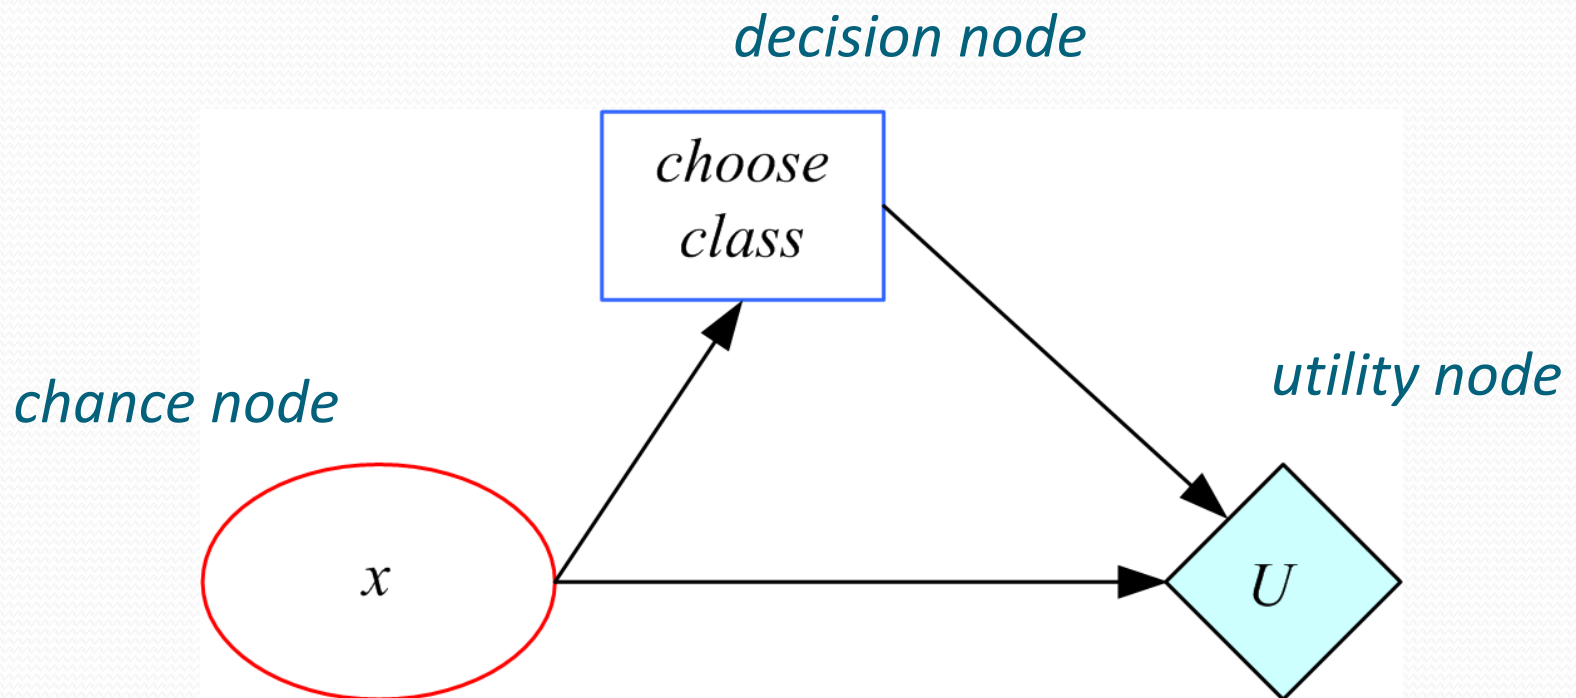 decision node
choose
class
chance node
utility node
x
U